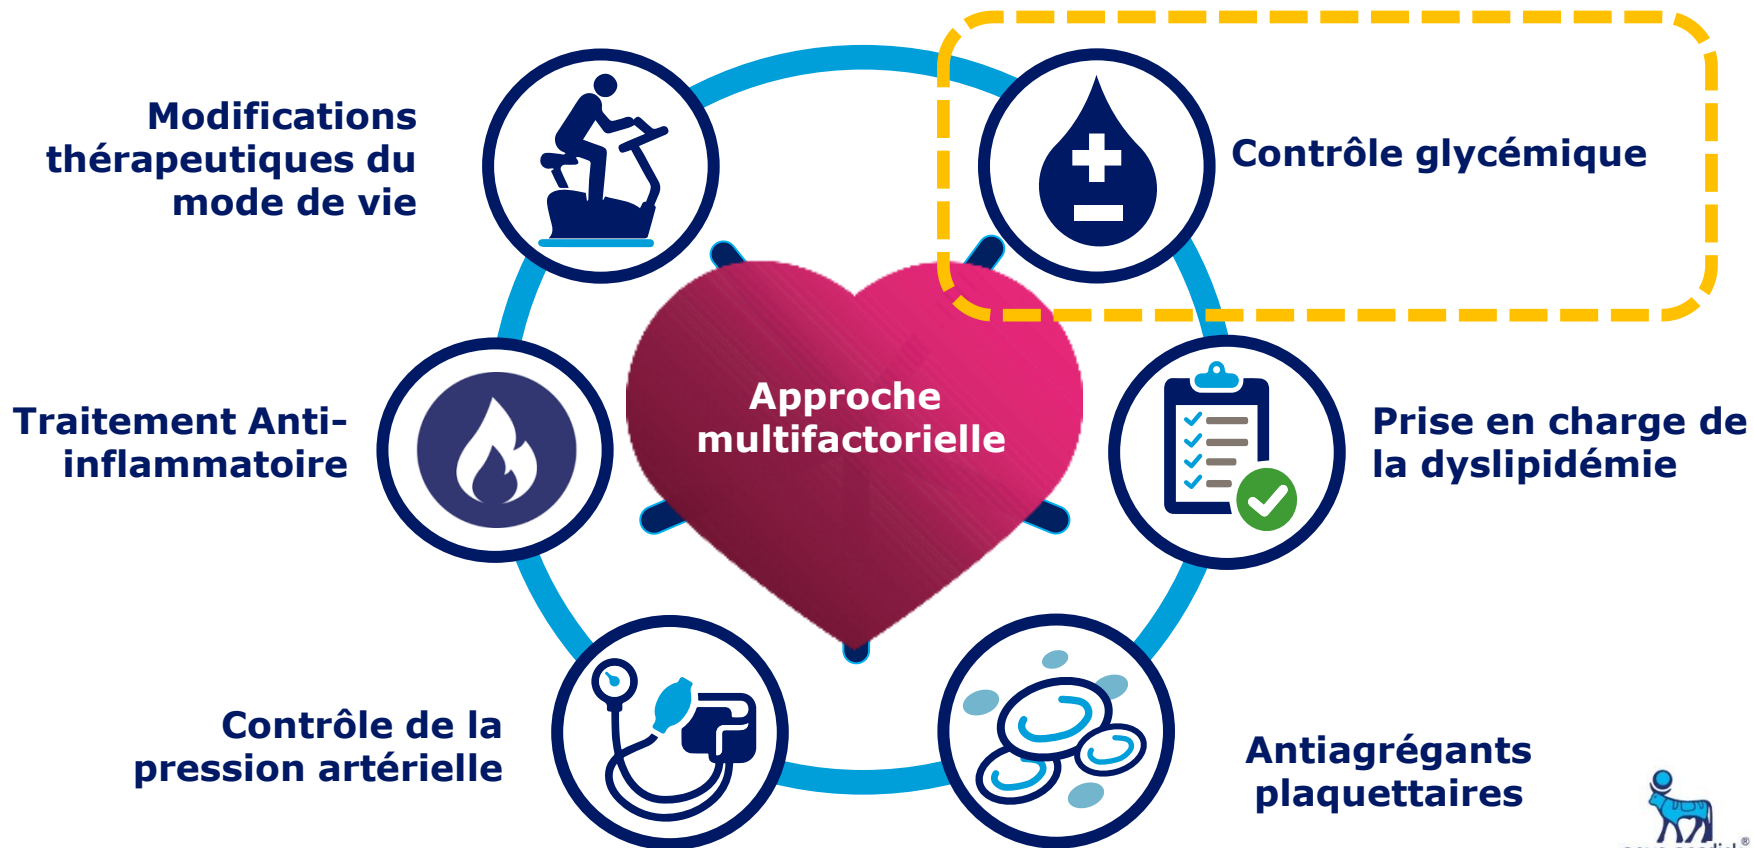 Modifications
thérapeutiques du
mode de vie
Contrôle glycémique
Traitement Anti-
inflammatoire
Approche
multifactorielle
Prise en charge de
la dyslipidémie
Contrôle de la
pression artérielle
Antiagrégants
plaquettaires